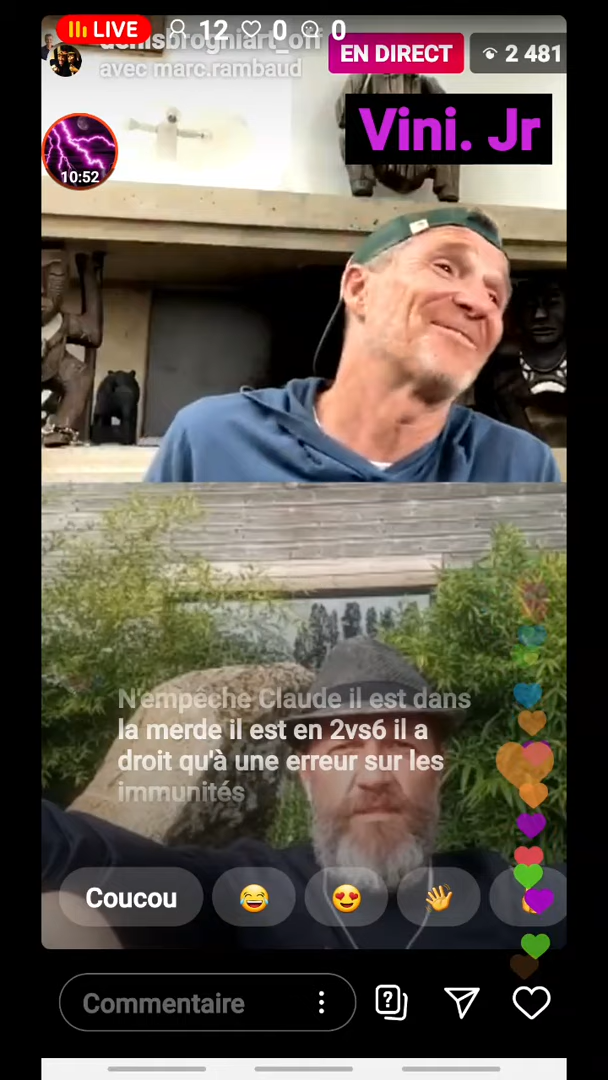 LIVE 12 0 0
denisbrogniart_off
avec marc.rambaud
EN DIRECT
2 481
Vini. Jr
10:52
N'empêche Claude il est dans
la merde il est en 2vs6 il a
droit qu'à une erreur sur les
immunités
Coucou
Commentaire